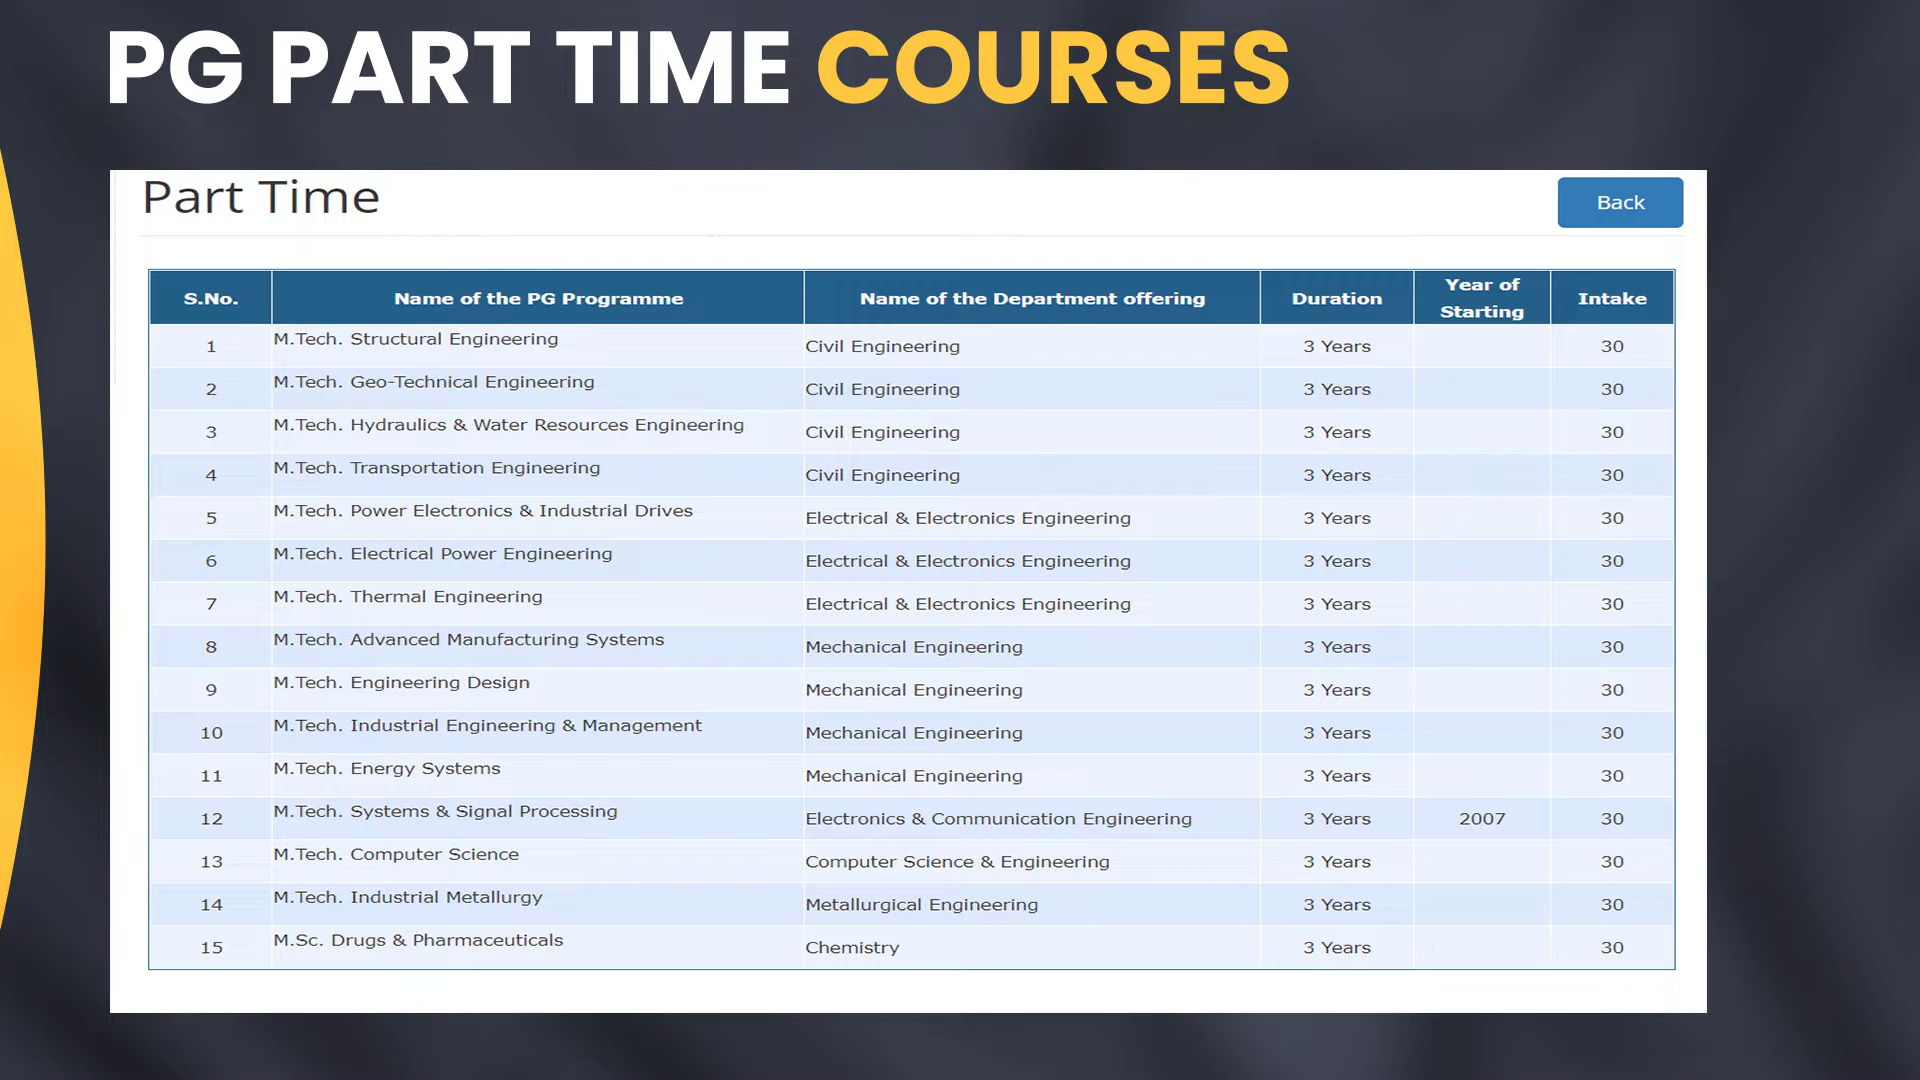 PG PART TIME COURSES
Part Time
Back
S.No. Name of the PG Programme Name of the Department offering Duration Year of Starting Intake
1 M.Tech. Structural Engineering Civil Engineering 3 Years 30
2 M.Tech. Geo-Technical Engineering Civil Engineering 3 Years 30
3 M.Tech. Hydraulics & Water Resources Engineering Civil Engineering 3 Years 30
4 M.Tech. Transportation Engineering Civil Engineering 3 Years 30
5 M.Tech. Power Electronics & Industrial Drives Electrical & Electronics Engineering 3 Years 30
6 M.Tech. Electrical Power Engineering Electrical & Electronics Engineering 3 Years 30
7 M.Tech. Thermal Engineering Electrical & Electronics Engineering 3 Years 30
8 M.Tech. Advanced Manufacturing Systems Mechanical Engineering 3 Years 30
9 M.Tech. Engineering Design Mechanical Engineering 3 Years 30
10 M.Tech. Industrial Engineering & Management Mechanical Engineering 3 Years 30
11 M.Tech. Energy Systems Mechanical Engineering 3 Years 30
12 M.Tech. Systems & Signal Processing Electronics & Communication Engineering 3 Years 2007 30
13 M.Tech. Computer Science Computer Science & Engineering 3 Years 30
14 M.Tech. Industrial Metallurgy Metallurgical Engineering 3 Years 30
15 M.Sc. Drugs & Pharmaceuticals Chemistry 3 Years 30